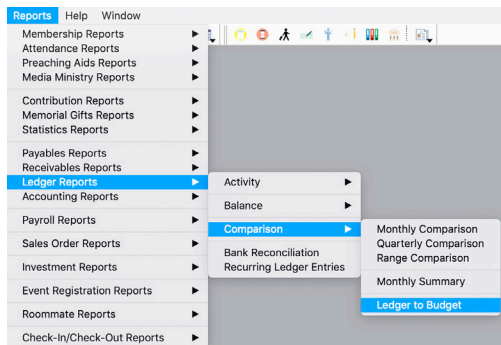 Reports Help Window
Membership Reports
Attendance Reports
Preaching Aids Reports
Media Ministry Reports
Contribution Reports
Memorial Gifts Reports
Statistics Reports
Payables Reports
Receivables Reports
Ledger Reports
Accounting Reports
Payroll Reports
Sales Order Reports
Investment Reports
Event Registration Reports
Roommate Reports
Check-In/Check-Out Reports
Activity
Balance
Comparison
Bank Reconciliation
Recurring Ledger Entries
Monthly Comparison
Quarterly Comparison
Range Comparison
Monthly Summary
Ledger to Budget